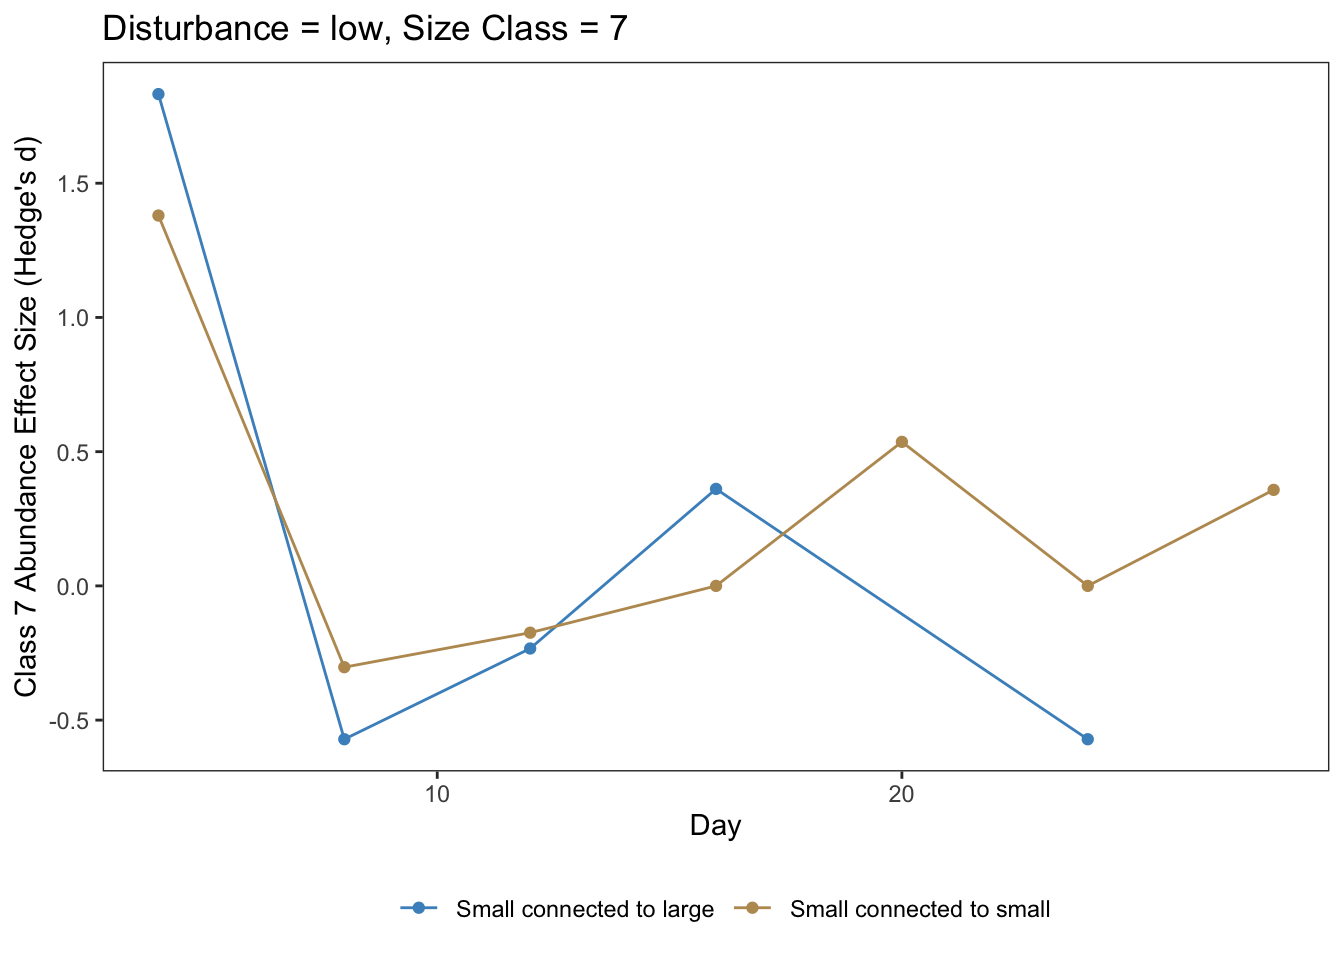 Disturbance = low, Size Class = 7
Class 7 Abundance Effect Size (Hedge's d)
1.5
1.0
0.5
0.0
-0.5
10 20
Day
Small connected to large Small connected to small